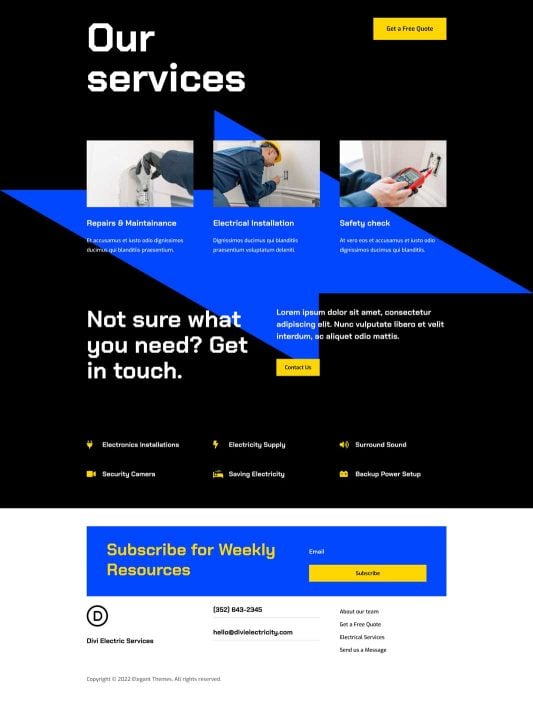 Our
services
Get a Free Quote
Repairs & Maintainance
Et accusamus et iusto odio dignissimos
ducimus qui blanditiis praesentium.
Electrical Installation
Dignissimos ducimus qui blanditiis
praesentium voluptatum deleniti.
Safety check
At vero eos et accusamus et iusto odio
dignissimos ducimus qui blanditiis.
Not sure what
you need? Get
in touch.
Lorem ipsum dolor sit amet, consectetur
adipiscing elit. Nunc vulputate libero et velit
interdum, ac aliquet odio mattis.
Contact Us
Electronics Installations
Electricity Supply
Surround Sound
Security Camera
Saving Electricity
Backup Power Setup
Subscribe for Weekly
Resources
Email
Subscribe
D
Divi Electric Services
(352) 643-2345
hello@divielectricity.com
About our team
Get a Free Quote
Electrical Services
Send us a Message
Copyright © 2022 Elegant Themes. All rights reserved.